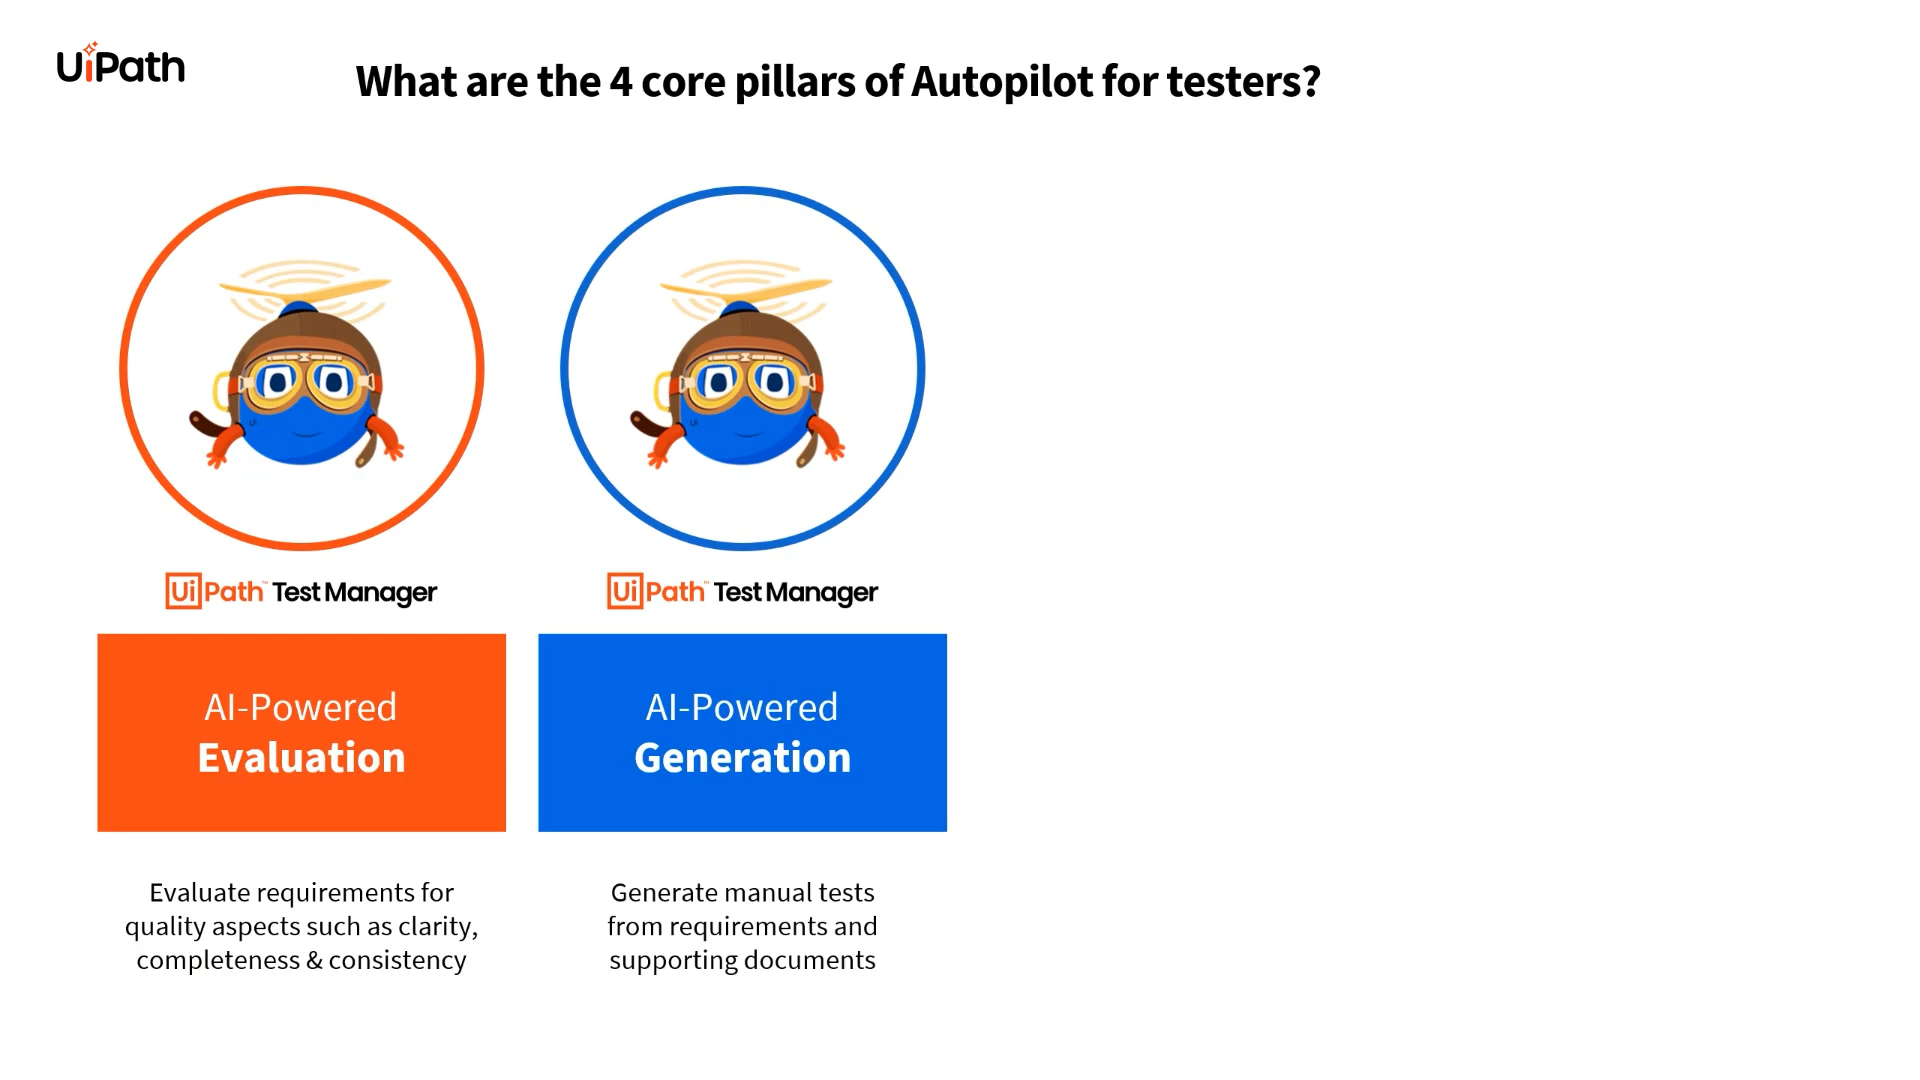 UiPath
What are the 4 core pillars of Autopilot for testers?
UiPath™ Test Manager
AI-Powered
Evaluation
Evaluate requirements for
quality aspects such as clarity,
completeness & consistency
UiPath™ Test Manager
AI-Powered
Generation
Generate manual tests
from requirements and
supporting documents